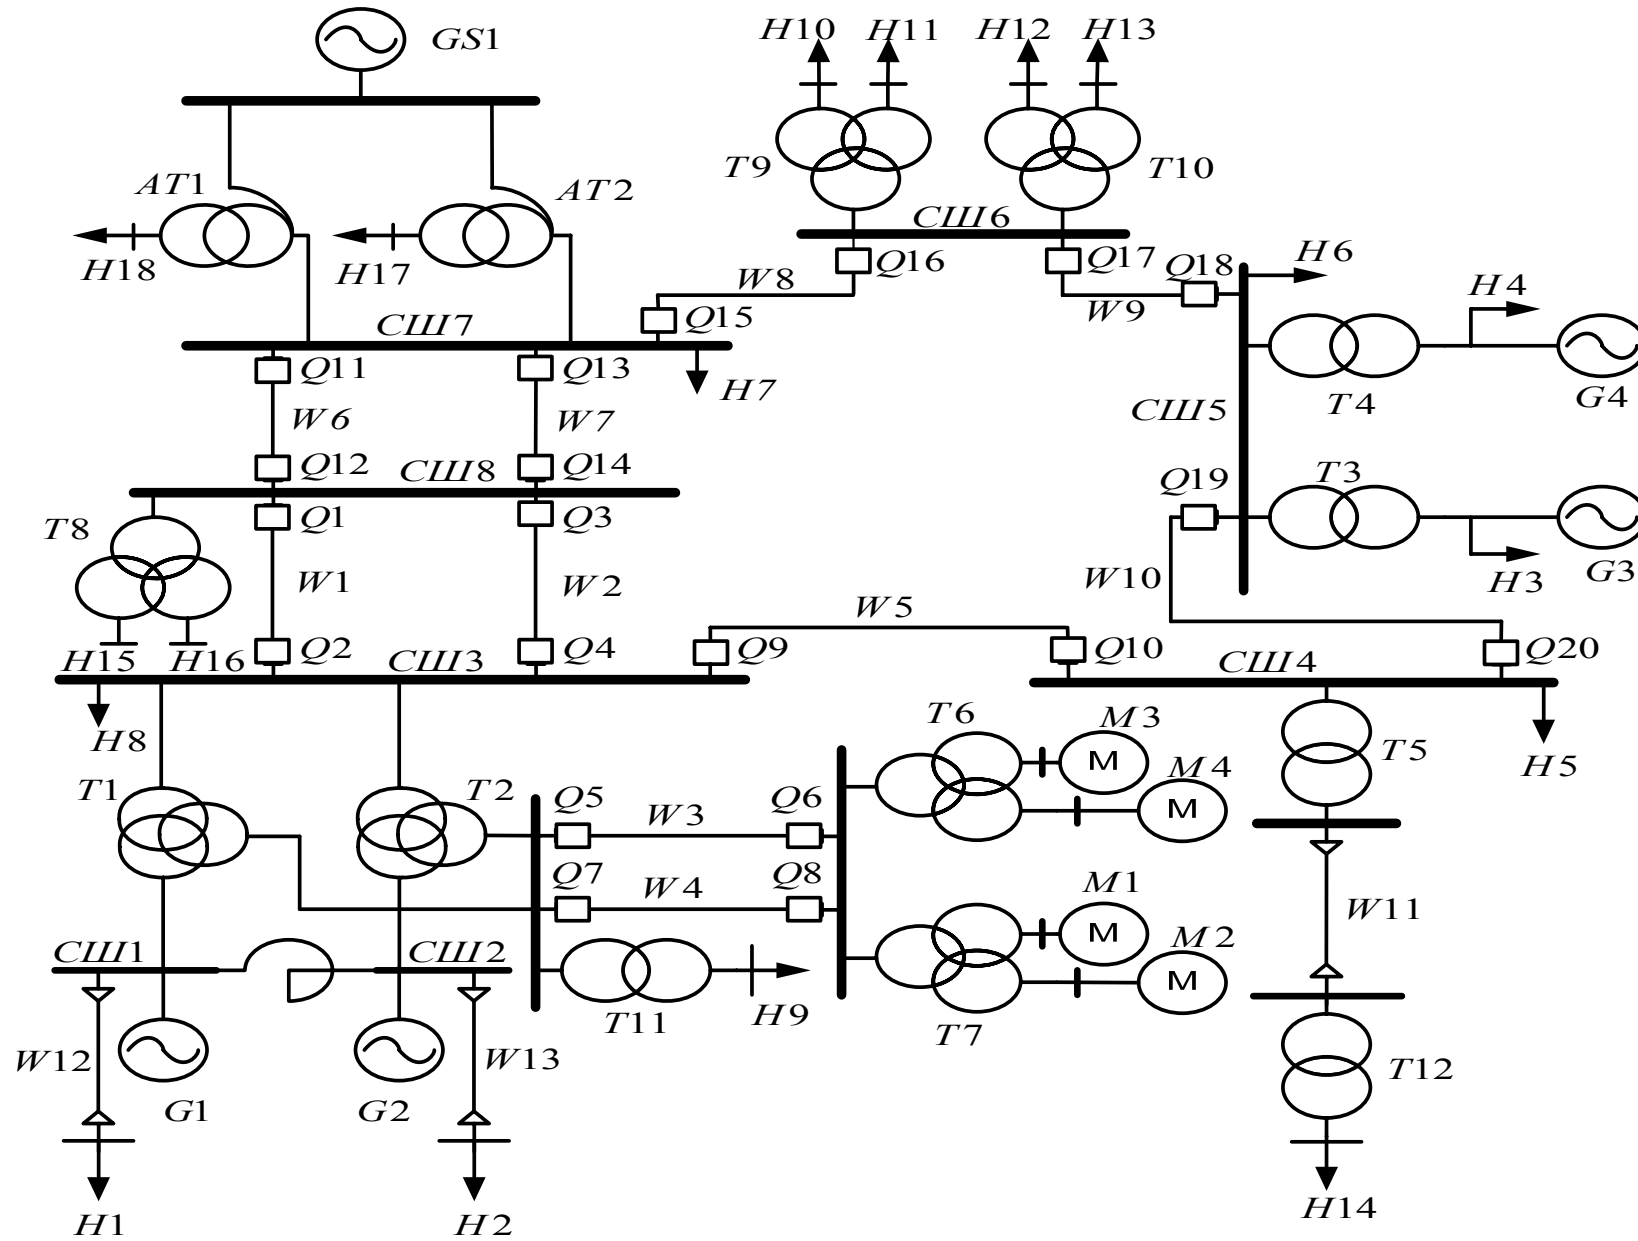 GS1
H10 H11 H12 H13
T9 T10
AT1 AT2
СШ6
H18 H17
Q16 Q17 Q18 H6
W8 W9 H4
СШ7 Q15
Q11 Q13 H7
W6 W7
СШ5 T4 G4
Q12 СШ8 Q14
Q19 T3
T8 Q1 Q3
W1 W2 W10 H3 G3
W5
H15 H16 Q2 СШ3 Q4 Q9 Q10 СШ4 Q20
H8 T6 M3 T5 H5
M
M4
M
T1 T2 Q5 W3 Q6
Q7 W4 Q8 M1
M
W11
M2
M
СШ1 СШ2
T11 H9 T7
W12 W13 T12
G1 G2
H1 H2 H14